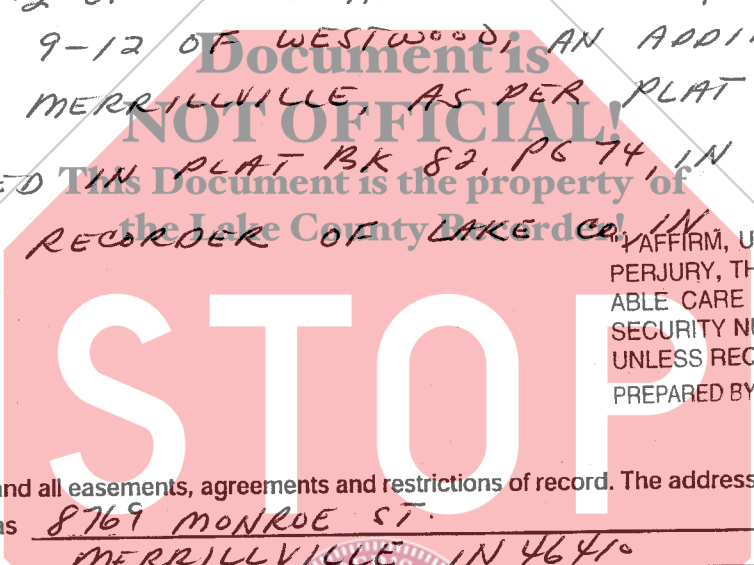 9-12 OF WESTWOOD, AN ADDI
Document is
MERRILLVILLE, AS PER PLAT
NOT OFFICIAL!
ED IN PLAT BK 82, PG 74, IN
This Document is the property of
the Lake County Recorder!
RECORDER OF LAKE CO, IN
"I AFFIRM, U
PERJURY, TH
ABLE CARE
SECURITY NU
UNLESS REC
PREPARED BY
STOP
and all easements, agreements and restrictions of record. The address
as 8769 MONROE ST.
MERRILLVILLE IN 46410